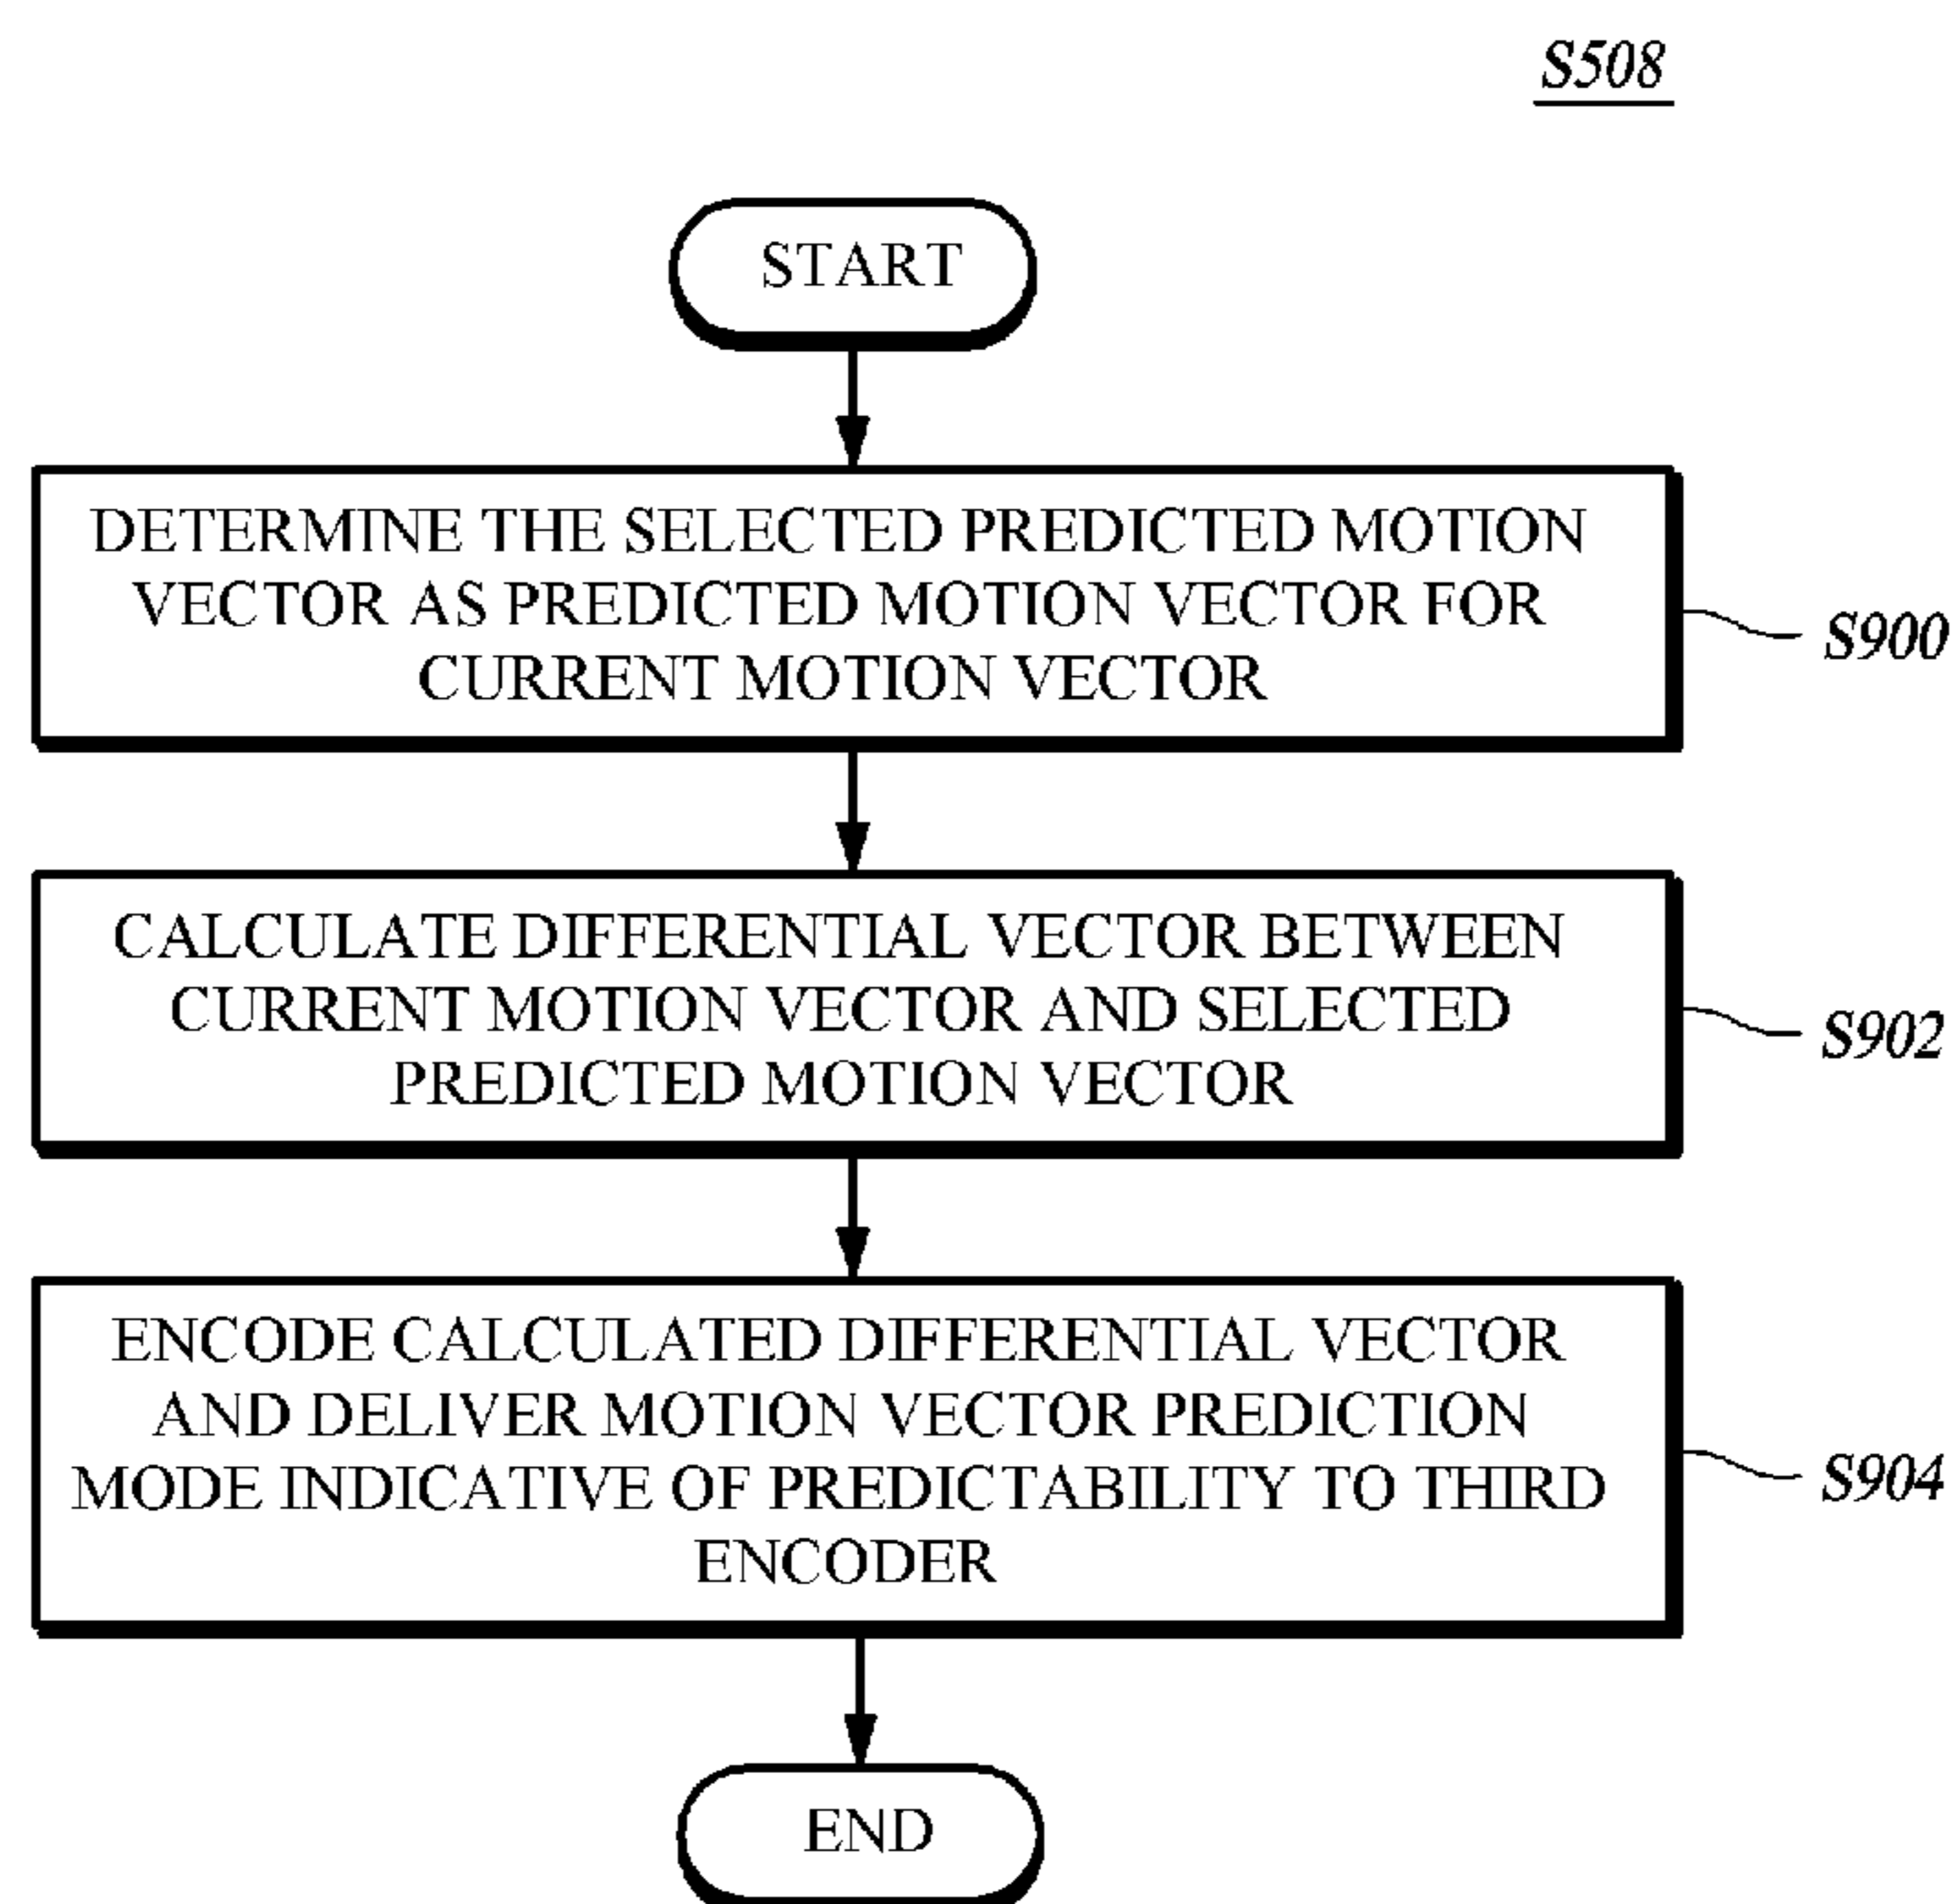 S508
START
DETERMINE THE SELECTED PREDICTED MOTION
VECTOR AS PREDICTED MOTION VECTOR FOR
CURRENT MOTION VECTOR
S900
CALCULATE DIFFERENTIAL VECTOR BETWEEN
CURRENT MOTION VECTOR AND SELECTED
PREDICTED MOTION VECTOR
S902
ENCODE CALCULATED DIFFERENTIAL VECTOR
AND DELIVER MOTION VECTOR PREDICTION
MODE INDICATIVE OF PREDICTABILITY TO THIRD
ENCODER
S904
END